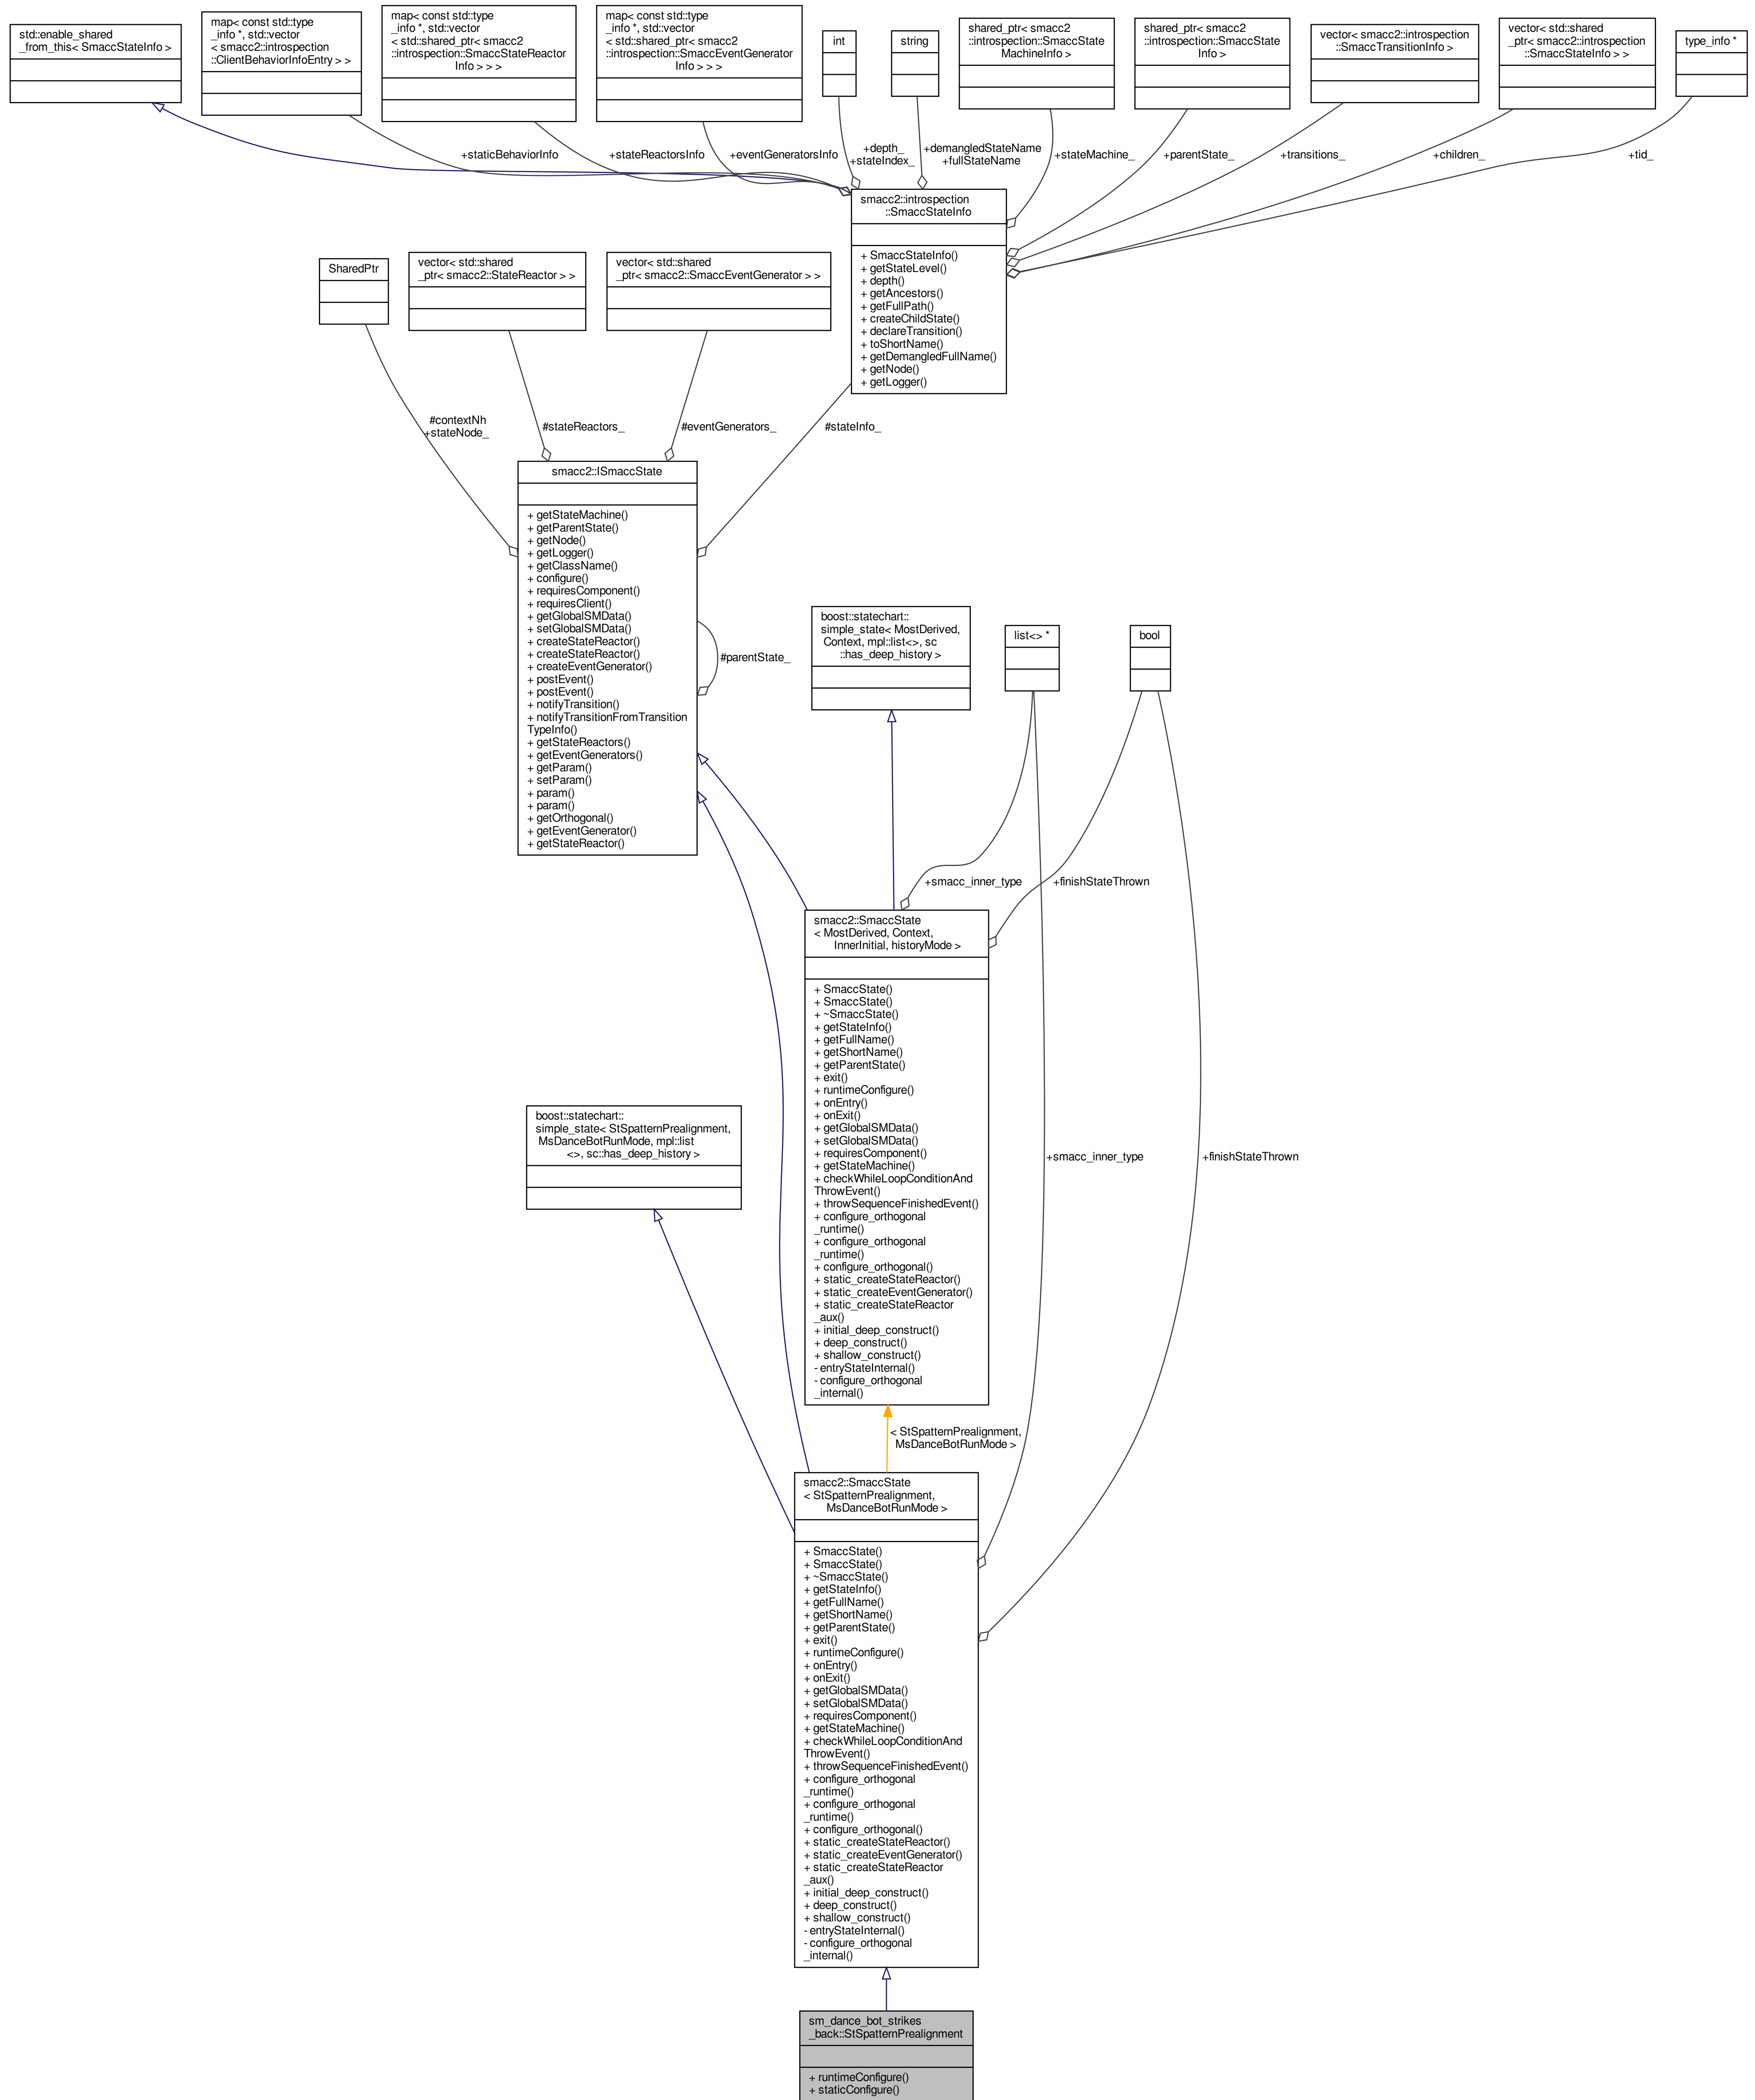 std::enable_shared
_from_this< SmaccStateInfo >
map< const std::type
_info *, std::vector
< smacc2::introspection
::ClientBehaviorInfoEntry > >
map< const std::type
_info *, std::vector
< std::shared_ptr< smacc2
::introspection::SmaccStateReactor
Info > > >
map< const std::type
_info *, std::vector
< std::shared_ptr< smacc2
::introspection::SmaccEventGenerator
Info > > >
int
string
shared_ptr< smacc2
::introspection::SmaccState
MachineInfo >
shared_ptr< smacc2
::introspection::SmaccState
Info >
vector< smacc2::introspection
::SmaccTransitionInfo >
vector< std::shared
_ptr< smacc2::introspection
::SmaccStateInfo > >
type_info *
+staticBehaviorInfo
+stateReactorsInfo
+eventGeneratorsInfo
+depth_
+stateIndex_
+demangledStateName
+fullStateName
+stateMachine_
+parentState_
+transitions_
+children_
+tid_
smacc2::introspection
::SmaccStateInfo
+ SmaccStateInfo()
+ getStateLevel()
+ depth()
+ getAncestors()
+ getFullPath()
+ createChildState()
+ declareTransition()
+ toShortName()
+ getDemangledFullName()
+ getNode()
+ getLogger()
SharedPtr
vector< std::shared
_ptr< smacc2::StateReactor > >
vector< std::shared
_ptr< smacc2::SmaccEventGenerator > >
#contextNh
+stateNode_
#stateReactors_
#eventGenerators_
#stateInfo_
smacc2::ISmaccState
+ getStateMachine()
+ getParentState()
+ getNode()
+ getLogger()
+ getClassName()
+ configure()
+ requiresComponent()
+ requiresClient()
+ getGlobalSMData()
+ setGlobalSMData()
+ createStateReactor()
+ createStateReactor()
+ createEventGenerator()
+ postEvent()
+ postEvent()
+ notifyTransition()
+ notifyTransitionFromTransition
TypeInfo()
+ getStateReactors()
+ getEventGenerators()
+ getParam()
+ setParam()
+ param()
+ param()
+ getOrthogonal()
+ getEventGenerator()
+ getStateReactor()
#parentState_
boost::statechart::
simple_state< MostDerived,
Context, mpl::list<>, sc
::has_deep_history >
list<> *
bool
+smacc_inner_type
+finishStateThrown
smacc2::SmaccState
< MostDerived, Context,
InnerInitial, historyMode >
+ SmaccState()
+ SmaccState()
+ ~SmaccState()
+ getStateInfo()
+ getFullName()
+ getShortName()
+ getParentState()
+ exit()
+ runtimeConfigure()
+ onEntry()
+ onExit()
+ getGlobalSMData()
+ setGlobalSMData()
+ requiresComponent()
+ getStateMachine()
+ checkWhileLoopConditionAnd
ThrowEvent()
+ throwSequenceFinishedEvent()
+ configure_orthogonal
_runtime()
+ configure_orthogonal
_runtime()
+ configure_orthogonal()
+ static_createStateReactor()
+ static_createEventGenerator()
+ static_createStateReactor
_aux()
+ initial_deep_construct()
+ deep_construct()
+ shallow_construct()
- entryStateInternal()
- configure_orthogonal
_internal()
boost::statechart::
simple_state< StSpatternPrealignment,
MsDanceBotRunMode, mpl::list
<>, sc::has_deep_history >
+smacc_inner_type
+finishStateThrown
< StSpatternPrealignment,
MsDanceBotRunMode >
smacc2::SmaccState
< StSpatternPrealignment,
MsDanceBotRunMode >
+ SmaccState()
+ SmaccState()
+ ~SmaccState()
+ getStateInfo()
+ getFullName()
+ getShortName()
+ getParentState()
+ exit()
+ runtimeConfigure()
+ onEntry()
+ onExit()
+ getGlobalSMData()
+ setGlobalSMData()
+ requiresComponent()
+ getStateMachine()
+ checkWhileLoopConditionAnd
ThrowEvent()
+ throwSequenceFinishedEvent()
+ configure_orthogonal
_runtime()
+ configure_orthogonal
_runtime()
+ configure_orthogonal()
+ static_createStateReactor()
+ static_createEventGenerator()
+ static_createStateReactor
_aux()
+ initial_deep_construct()
+ deep_construct()
+ shallow_construct()
- entryStateInternal()
- configure_orthogonal
_internal()
sm_dance_bot_strikes
_back::StSpatternPrealignment
+ runtimeConfigure()
+ staticConfigure()